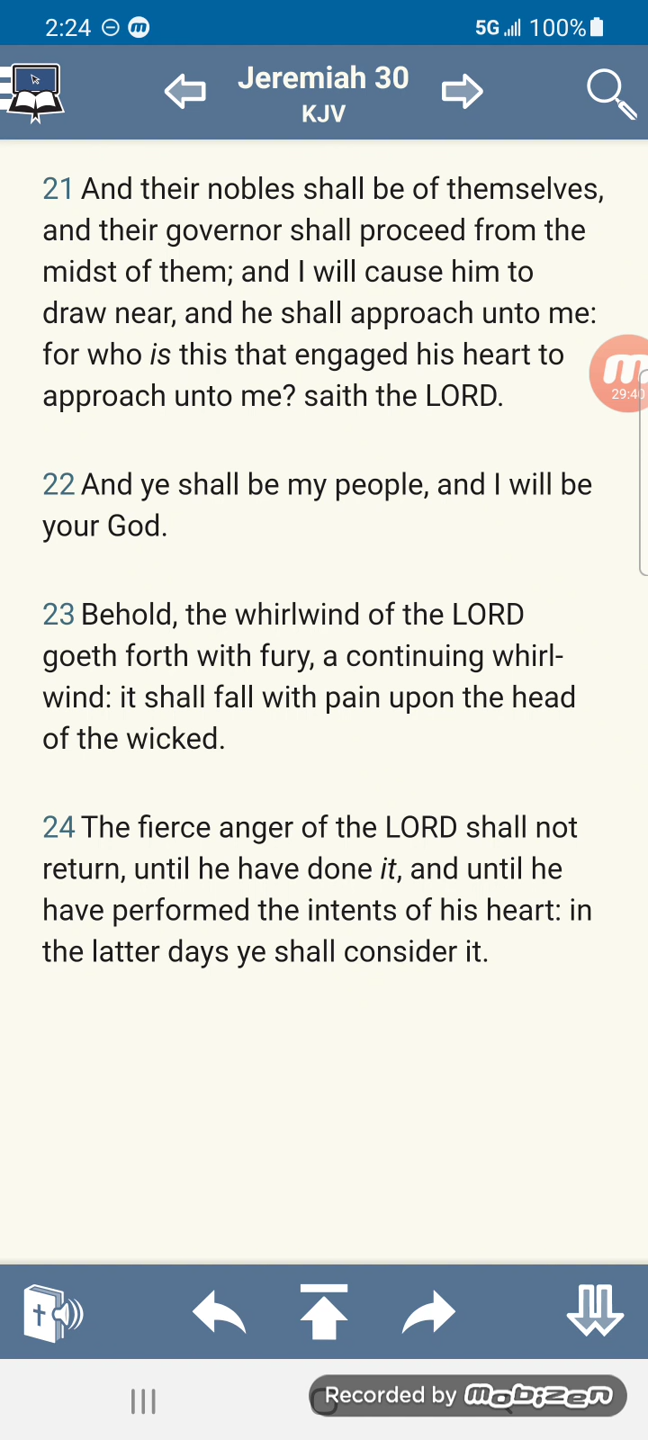 2:24
5G
100%
Jeremiah 30
KJV
21 And their nobles shall be of themselves,
and their governor shall proceed from the
midst of them; and I will cause him to
draw near, and he shall approach unto me:
for who is this that engaged his heart to
approach unto me? saith the LORD.
29:40
22 And ye shall be my people, and I will be
your God.
23 Behold, the whirlwind of the LORD
goeth forth with fury, a continuing whirl-
wind: it shall fall with pain upon the head
of the wicked.
24 The fierce anger of the LORD shall not
return, until he have done it, and until he
have performed the intents of his heart: in
the latter days ye shall consider it.
Recorded by Mobizen